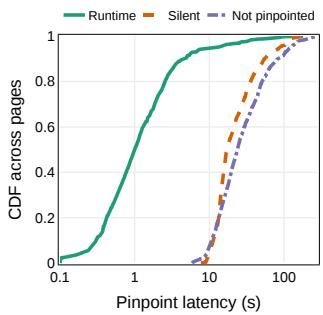 Runtime Silent Not pinpointed
1
0.8
0.6
0.4
0.2
0
0.1 1 10 100
CDF across pages
Pinpoint latency (s)